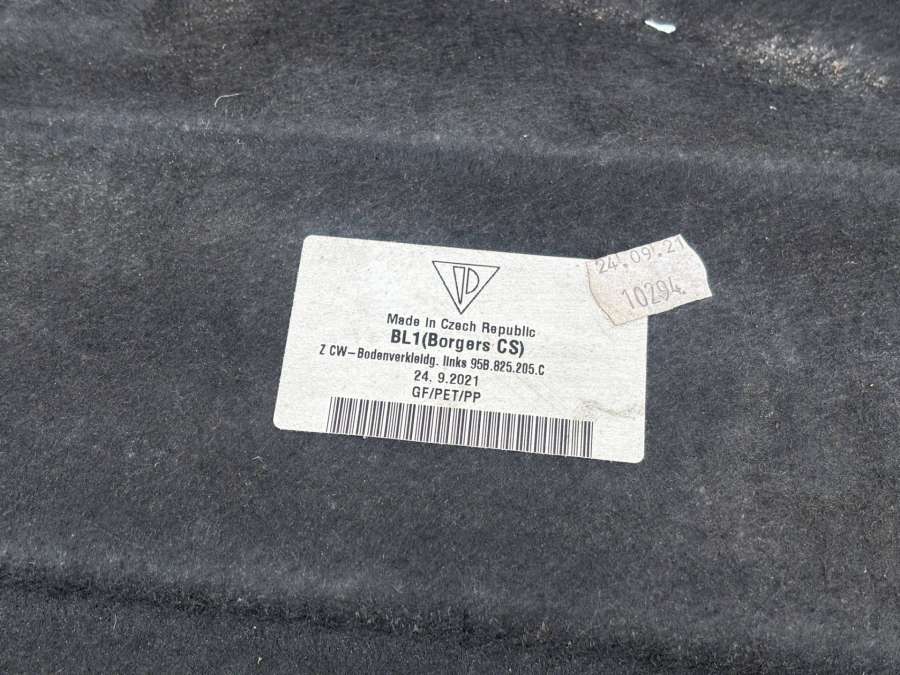 Made in Czech Republic
BL1(Borgers CS)
Z CW-Bodenverkleidg. links 95B.825.205.C
24. 9.2021
GF/PET/PP
24.09.21
10294